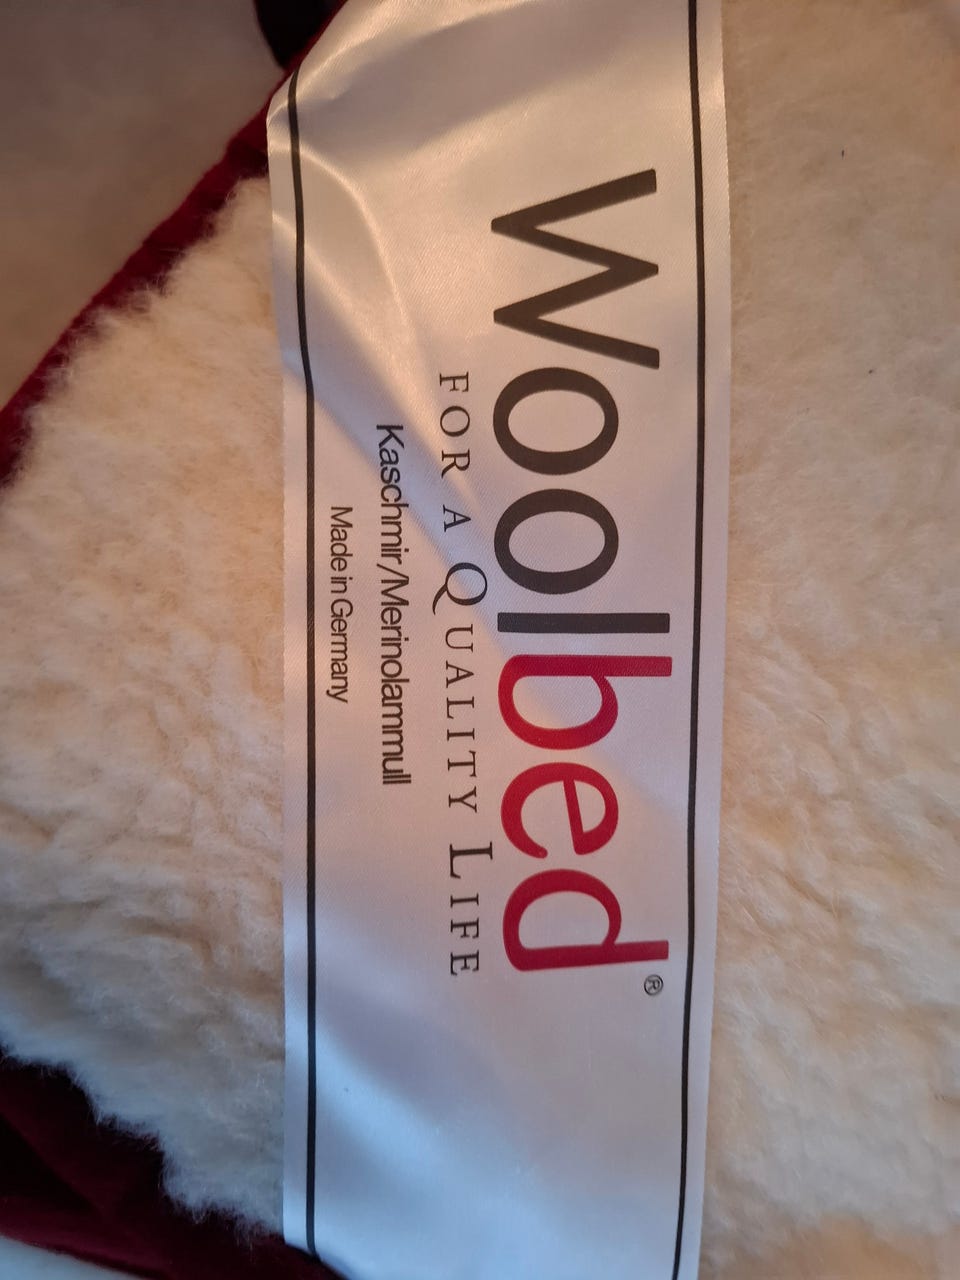 Woolbed®
FOR A QUALITY LIFE
Kaschmir/Merinolammull
Made in Germany